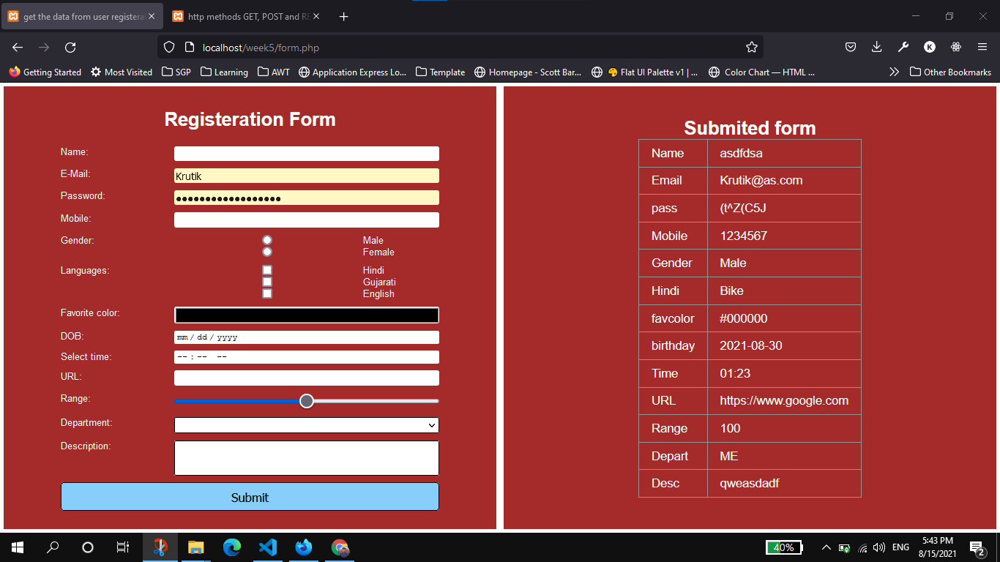 get the data from user registerat
http methods GET, POST and RE
localhost/week5/form.php
Getting Started
Most Visited
SGP
Learning
AWT
Application Express Lo...
Template
Homepage - Scott Bar...
Flat UI Palette v1 | ...
Color Chart — HTML ...
Other Bookmarks
Registeration Form
Name:
E-Mail: Krutik
Password: ●●●●●●●●●●●●●●●●●●
Mobile:
Gender: Male
Female
Languages: Hindi
Gujarati
English
Favorite color:
DOB: mm / dd / yyyy
Select time: -- : -- --
URL:
Range:
Department:
Description:
Submit
Submited form
Name asdfdsa
Email Krutik@as.com
pass (t^Z(C5J
Mobile 1234567
Gender Male
Hindi Bike
favcolor #000000
birthday 2021-08-30
Time 01:23
URL https://www.google.com
Range 100
Depart ME
Desc qweasdadf
40%
ENG
5:43 PM
8/15/2021
2